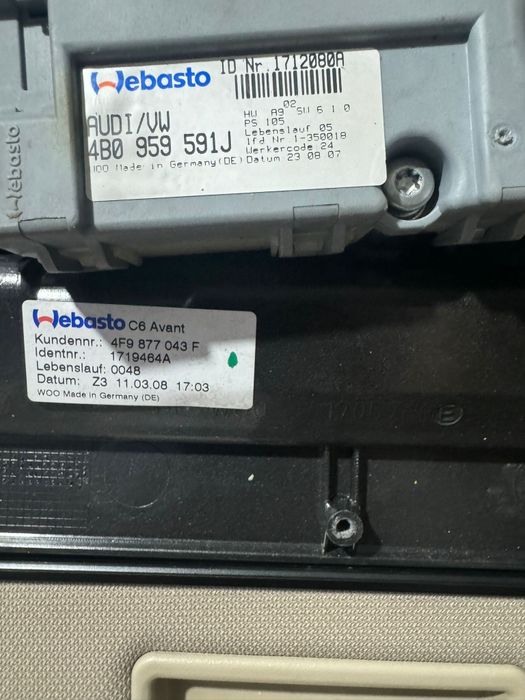 Webasto
ID Nr.1712080A
AUDI/VW
4B0 959 591J
WOO Made in Germany(DE)
02
HW A9 SW 6 1 0
PS 105
Lebenslauf 05
lfd Nr 1-350018
Werkercode 24
Datum 23 08 07
Webasto
Webasto C6 Avant
Kundennr.: 4F9 877 043 F
Identnr.: 1719464A
Lebenslauf: 0048
Datum: Z3 11.03.08 17:03
WOO Made in Germany (DE)
E